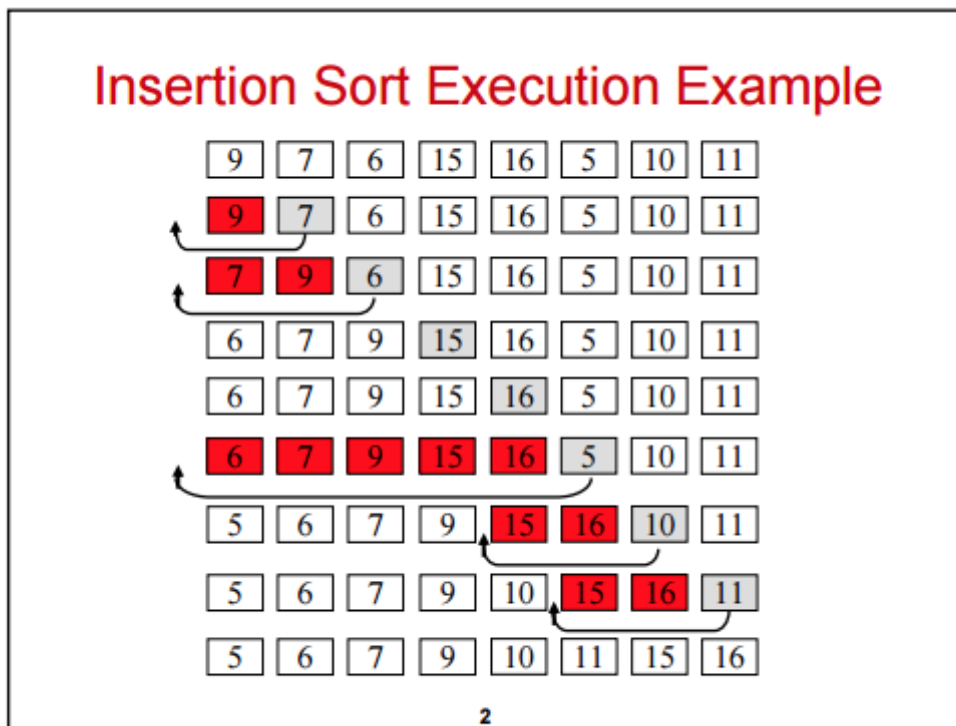 Insertion Sort Execution Example
9 7 6 15 16 5 10 11
9 7 6 15 16 5 10 11
7 9 6 15 16 5 10 11
6 7 9 15 16 5 10 11
6 7 9 15 16 5 10 11
6 7 9 15 16 5 10 11
5 6 7 9 15 16 10 11
5 6 7 9 10 15 16 11
5 6 7 9 10 11 15 16
2